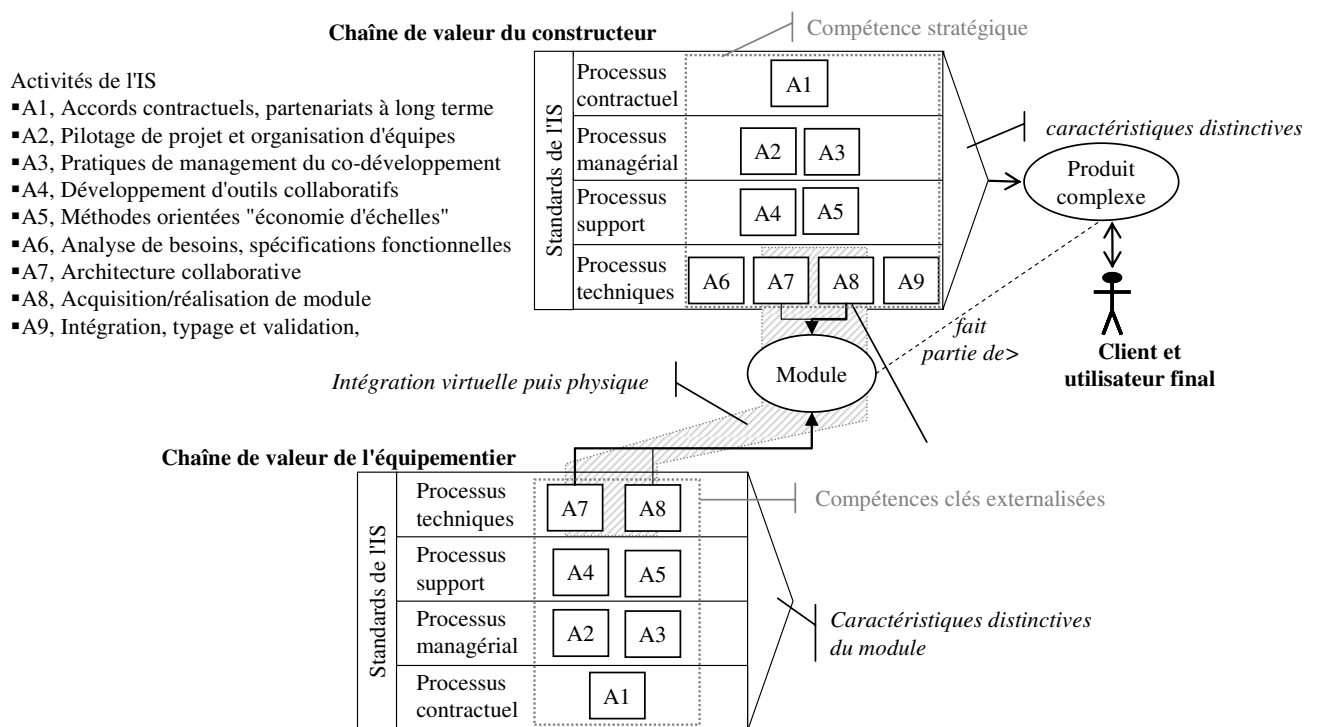 Chaîne de valeur du constructeur
Compétence stratégique
Activités de l'IS
▪A1, Accords contractuels, partenariats à long terme
▪A2, Pilotage de projet et organisation d'équipes
▪A3, Pratiques de management du co-développement
▪A4, Développement d'outils collaboratifs
▪A5, Méthodes orientées "économie d'échelles"
▪A6, Analyse de besoins, spécifications fonctionnelles
▪A7, Architecture collaborative
▪A8, Acquisition/réalisation de module
▪A9, Intégration, typage et validation,
Standards de l'IS
Processus
contractuel
A1
Processus
managérial
A2 A3
Processus
support
A4 A5
Processus
techniques
A6 A7 A8 A9
caractéristiques distinctives
Produit
complexe
fait
partie de>
Client et
utilisateur final
Module
Intégration virtuelle puis physique
Chaîne de valeur de l'équipementier
Standards de l'IS
Processus
techniques
A7 A8
Compétences clés externalisées
Processus
support
A4 A5
Processus
managérial
A2 A3
Caractéristiques distinctives
du module
Processus
contractuel
A1